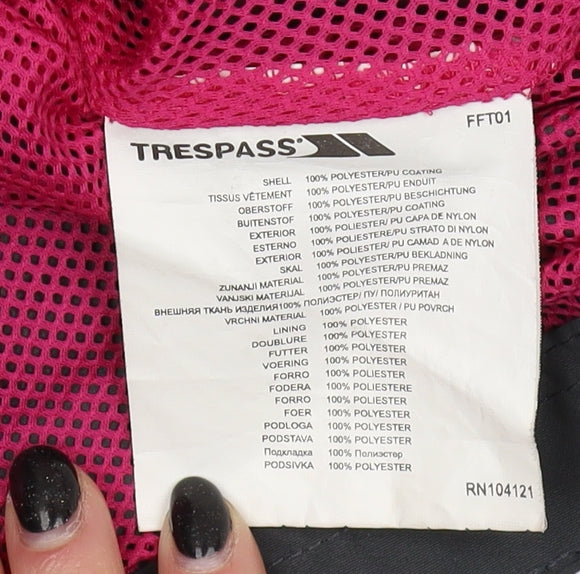 FFT01
TRESPASS
SHELL 100% POLYESTER/PU COATING
TISSUS VÊTEMENT 100% POLYESTER/PU ENDUIT
OBERSTOFF 100% POLYESTER/PU BESCHICHTUNG
BUITENSTOF 100% POLYESTER/PU COATING
EXTERIOR 100% POLIESTER/ PU CAPA DE NYLON
ESTERNO 100% POLIESTERE/PU STRATO DI NYLON
EXTERIOR 100% POLIESTER/ PU CAMAD A DE NYLON
SKAL 100% POLYESTER/PU BEKLADNING
ZUNANJI MATERIAL 100% POLYESTER/PU PREMAZ
VANJSKI MATERIJAL 100% POLYESTER/PU PREMAZ
ВНЕШНЯЯ ТКАНЬ ИЗДЕЛИЯ100% ПОЛИЭСТЕР/ ПУ/ ПОЛИУРИТАН
VRCHNI MATERIAL 100% POLYESTER / PU POVRCH
LINING 100% POLYESTER
DOUBLURE 100% POLYESTER
FUTTER 100% POLYESTER
VOERING 100% POLYESTER
FORRO 100% POLIESTER
FODERA 100% POLIESTERE
FORRO 100% POLIESTER
FOER 100% POLYESTER
PODLOGA 100% POLYESTER
PODSTAVA 100% POLYESTER
Подкладка 100% Полиэстер
PODSIVKA 100% POLYESTER
RN104121